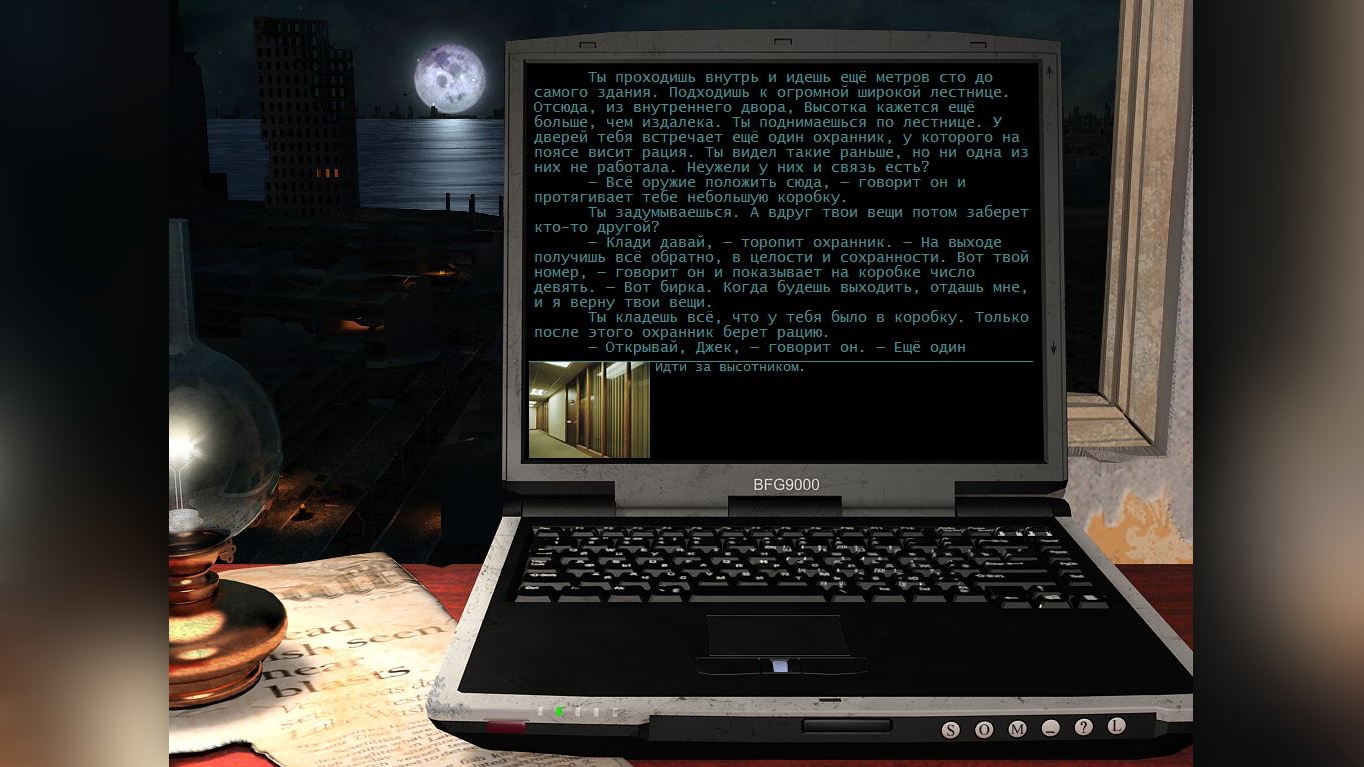 Ты проходишь внутрь и идешь ещё метров сто до
самого здания. Подходишь к огромной широкой лестнице.
Отсюда, из внутреннего двора, Высотка кажется ещё
больше, чем издалека. Ты поднимаешься по лестнице. У
дверей тебя встречает ещё один охранник, у которого на
поясе висит рация. Ты видел такие раньше, но ни одна из
них не работала. Неужели у них и связь есть?
– Всё оружие положить сюда, – говорит он и
протягивает тебе небольшую коробку.
Ты задумываешься. А вдруг твои вещи потом заберет
кто-то другой?
– Клади давай, – торопит охранник. – На выходе
получишь всё обратно, в целости и сохранности. Вот твой
номер, – говорит он и показывает на коробке число
девять. – Вот бирка. Когда будешь выходить, отдашь мне,
и я верну твои вещи.
Ты кладешь всё, что у тебя было в коробку. Только
после этого охранник берет рацию.
– Открывай, Джек, – говорит он. – Ещё один
Идти за высотником.
BFG9000
S O M _ ? L